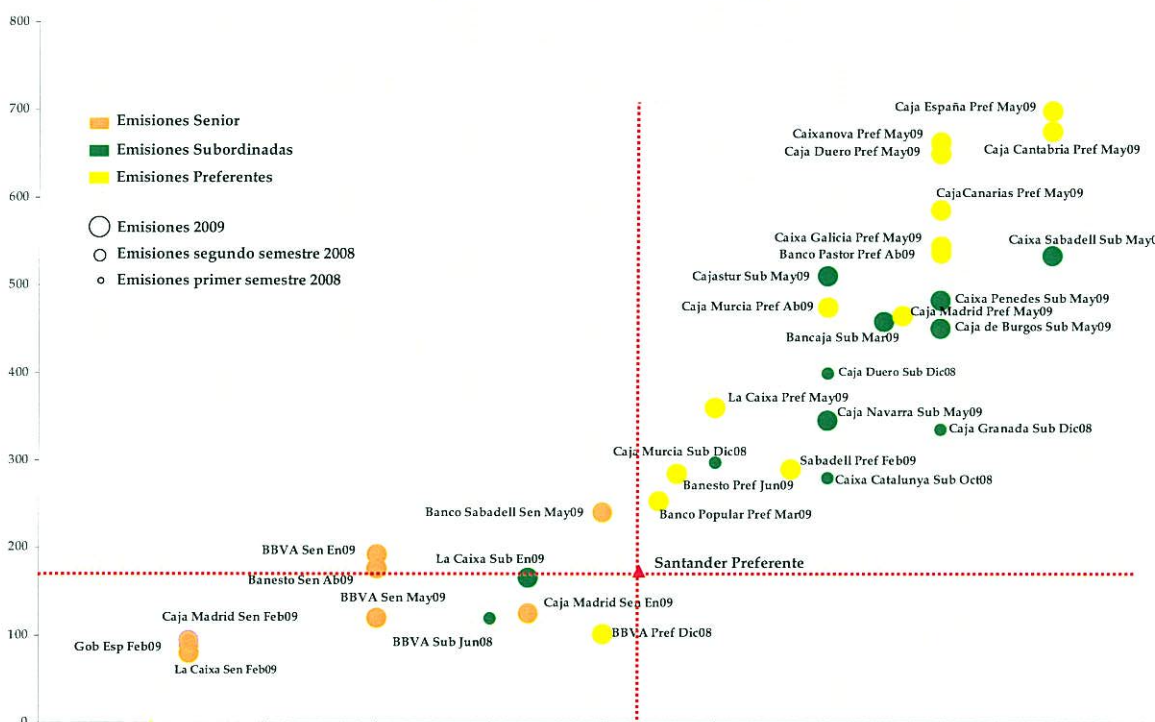 800
700
600
500
400
300
200
100
0
Emisiones Senior
Emisiones Subordinadas
Emisiones Preferentes
Emisiones 2009
Emisiones segundo semestre 2008
Emisiones primer semestre 2008
Caja España Pref May09
Caixanova Pref May09
Caja Duero Pref May09
Caja Cantabria Pref May09
CajaCanarias Pref May09
Caixa Galicia Pref May09
Caixa Sabadell Sub May0
Banco Pastor Pref Ab09
Cajastur Sub May09
Caja Murcia Pref Ab09
Caixa Penedes Sub May09
Caja Madrid Pref May09
Bancaja Sub Mar09
Caja de Burgos Sub May09
Caja Duero Sub Dic08
La Caixa Pref May09
Caja Navarra Sub May09
Caja Granada Sub Dic08
Caja Murcia Sub Dic08
Sabadell Pref Feb09
Banesto Pref Jun09
Caixa Catalunya Sub Oct08
Banco Sabadell Sen May09
Banco Popular Pref Mar09
BBVA Sen En09
La Caixa Sub En09
Santander Preferente
Banesto Sen Ab09
BBVA Sen May09
Caja Madrid Sen En09
Caja Madrid Sen Feb09
BBVA Sub Jun08
BBVA Pref Dic08
Gob Esp Feb09
La Caixa Sen Feb09